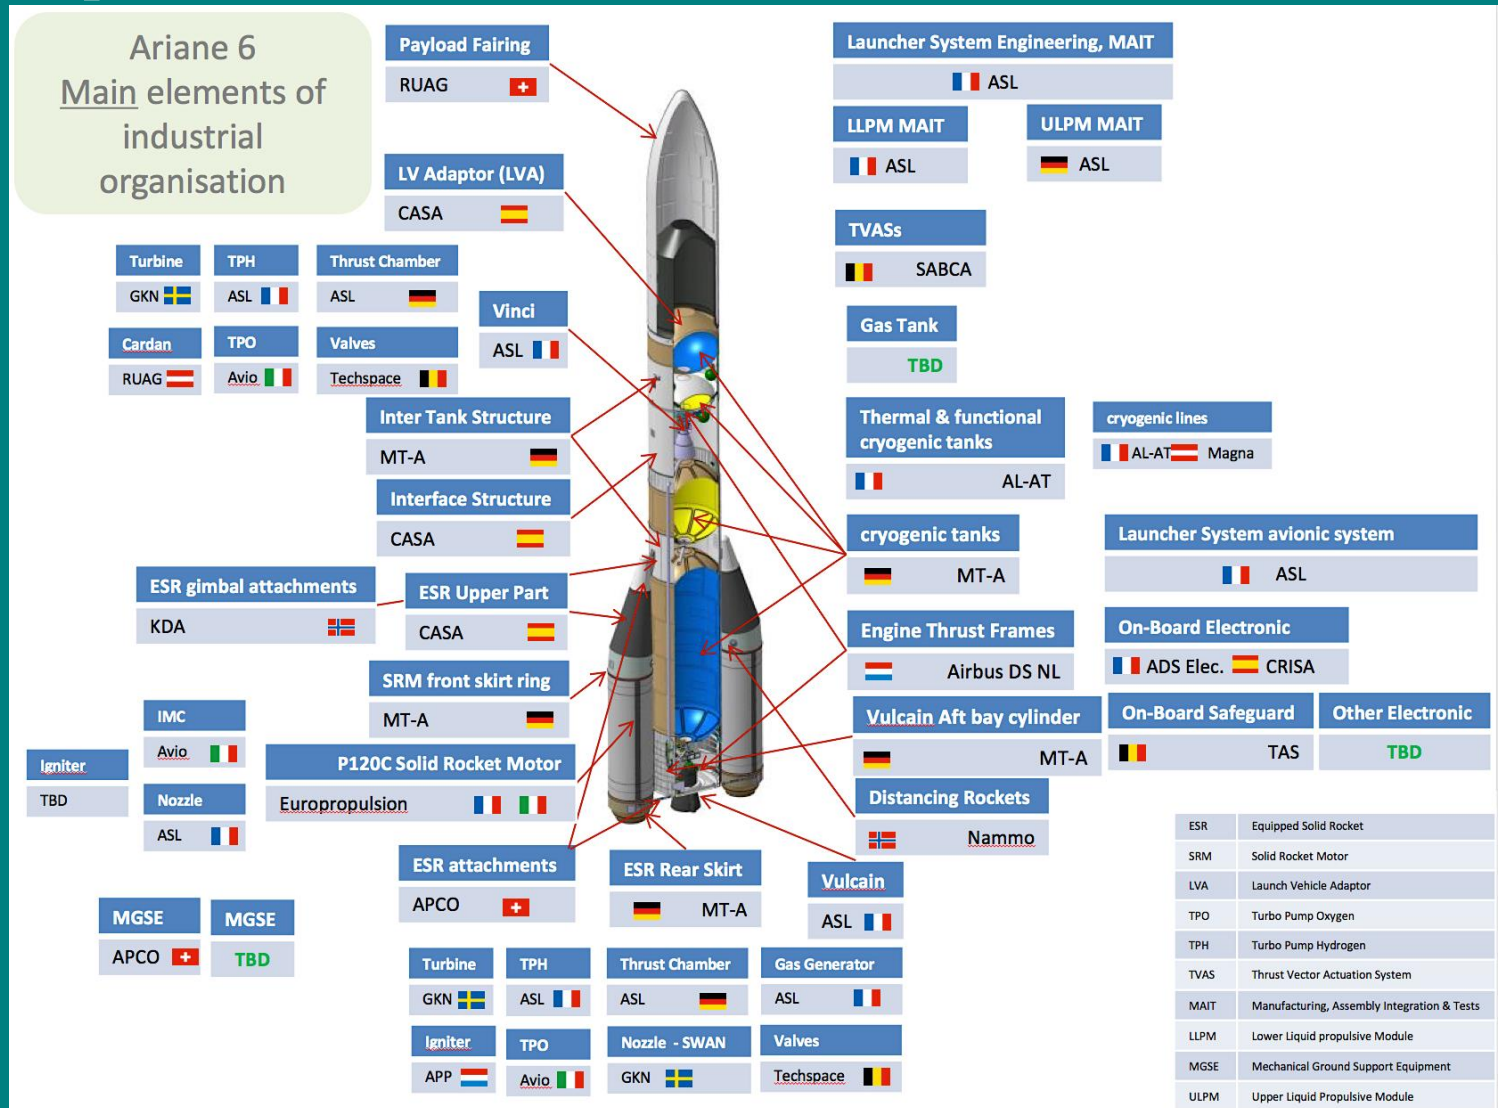 Ariane 6
Main elements of
industrial
organisation
Payload Fairing
RUAG
LV Adaptor (LVA)
CASA
Turbine
GKN
TPH
ASL
Thrust Chamber
ASL
Cardan
RUAG
TPO
Avio
Valves
Techspace
Vinci
ASL
Inter Tank Structure
MT-A
Interface Structure
CASA
ESR gimbal attachments
KDA
ESR Upper Part
CASA
SRM front skirt ring
MT-A
IMC
Avio
Igniter
TBD
Nozzle
ASL
P120C Solid Rocket Motor
Europropulsion
ESR attachments
APCO
ESR Rear Skirt
MT-A
Vulcain
ASL
MGSE
APCO
MGSE
TBD
Turbine
GKN
TPH
ASL
Thrust Chamber
ASL
Gas Generator
ASL
Igniter
APP
TPO
Avio
Nozzle - SWAN
GKN
Valves
Techspace
Launcher System Engineering, MAIT
ASL
LLPM MAIT
ASL
ULPM MAIT
ASL
TVASs
SABCA
Gas Tank
TBD
Thermal & functional
cryogenic tanks
AL-AT
cryogenic lines
AL-AT Magna
cryogenic tanks
MT-A
Launcher System avionic system
ASL
Engine Thrust Frames
Airbus DS NL
On-Board Electronic
ADS Elec. CRISA
Vulcain Aft bay cylinder
MT-A
On-Board Safeguard
TAS
Other Electronic
TBD
Distancing Rockets
Nammo
ESR Equipped Solid Rocket
SRM Solid Rocket Motor
LVA Launch Vehicle Adaptor
TPO Turbo Pump Oxygen
TPH Turbo Pump Hydrogen
TVAS Thrust Vector Actuation System
MAIT Manufacturing, Assembly Integration & Tests
LLPM Lower Liquid propulsive Module
MGSE Mechanical Ground Support Equipment
ULPM Upper Liquid Propulsive Module